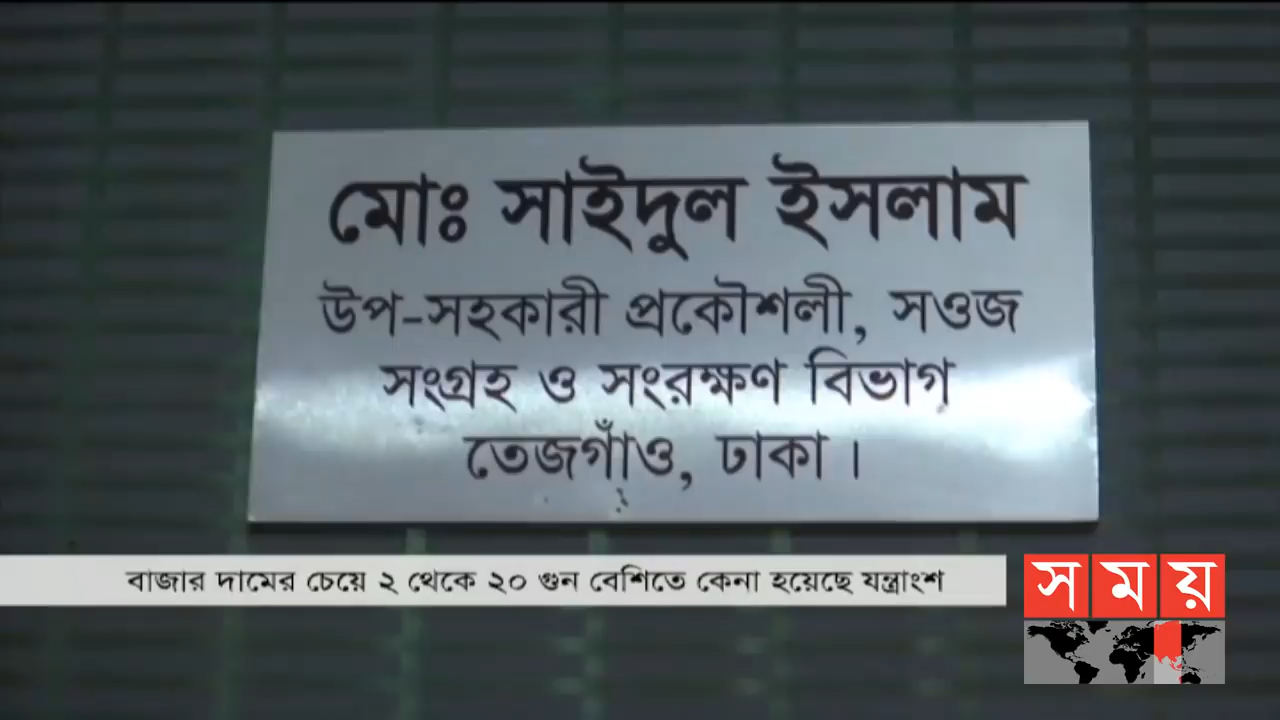 মোঃ সাইদুল ইসলাম
উপ-সহকারী প্রকৌশলী, সওজ
সংগ্রহ ও সংরক্ষণ বিভাগ
তেজগাঁও, ঢাকা।
বাজার দামের চেয়ে ২ থেকে ২০ গুন বেশিতে কেনা হয়েছে যন্ত্রাংশ
সময়